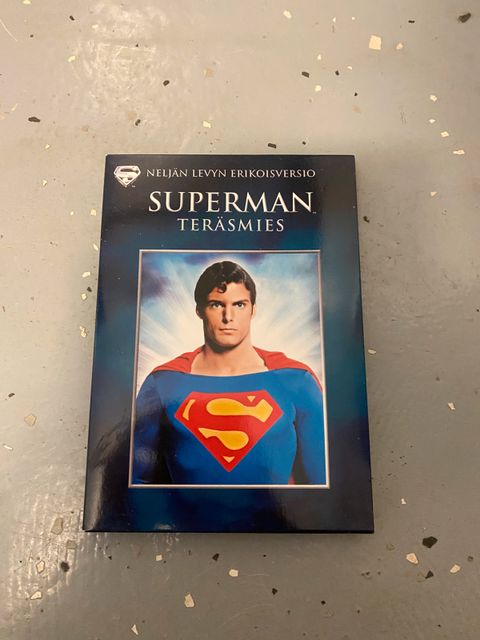 NELJÄN LEVYN ERIKOISVERSIO
SUPERMAN
TERÄSMIES